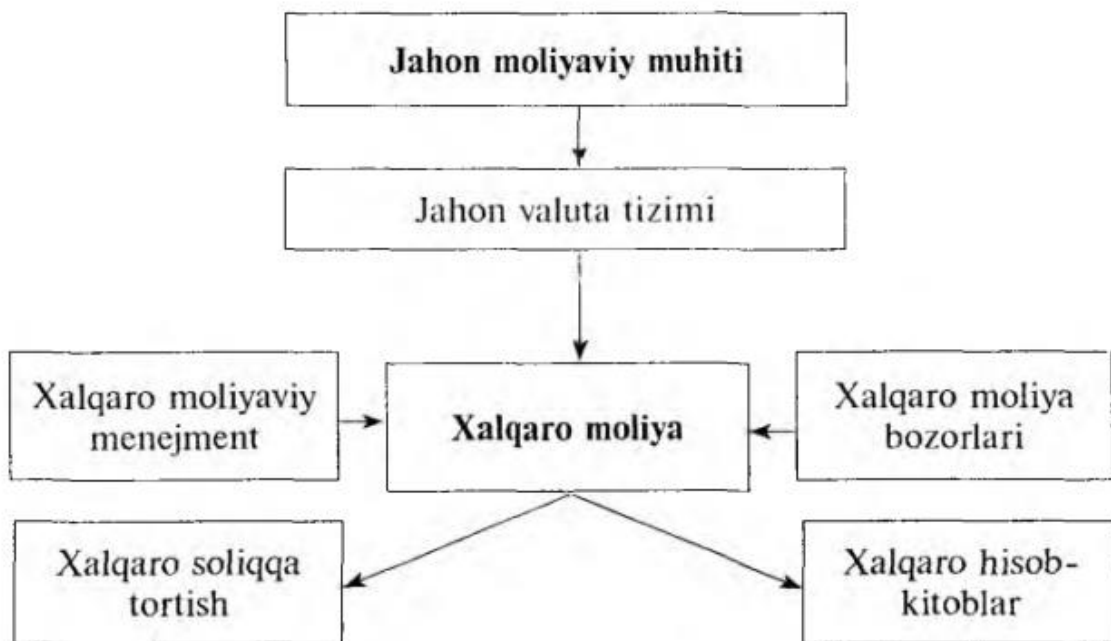 Jahon moliyaviy muhiti
Jahon valuta tizimi
Xalqaro moliyaviy
menejment
Xalqaro moliya
Xalqaro moliya
bozorlari
Xalqaro soliqqa
tortish
Xalqaro hisob-
kitoblar